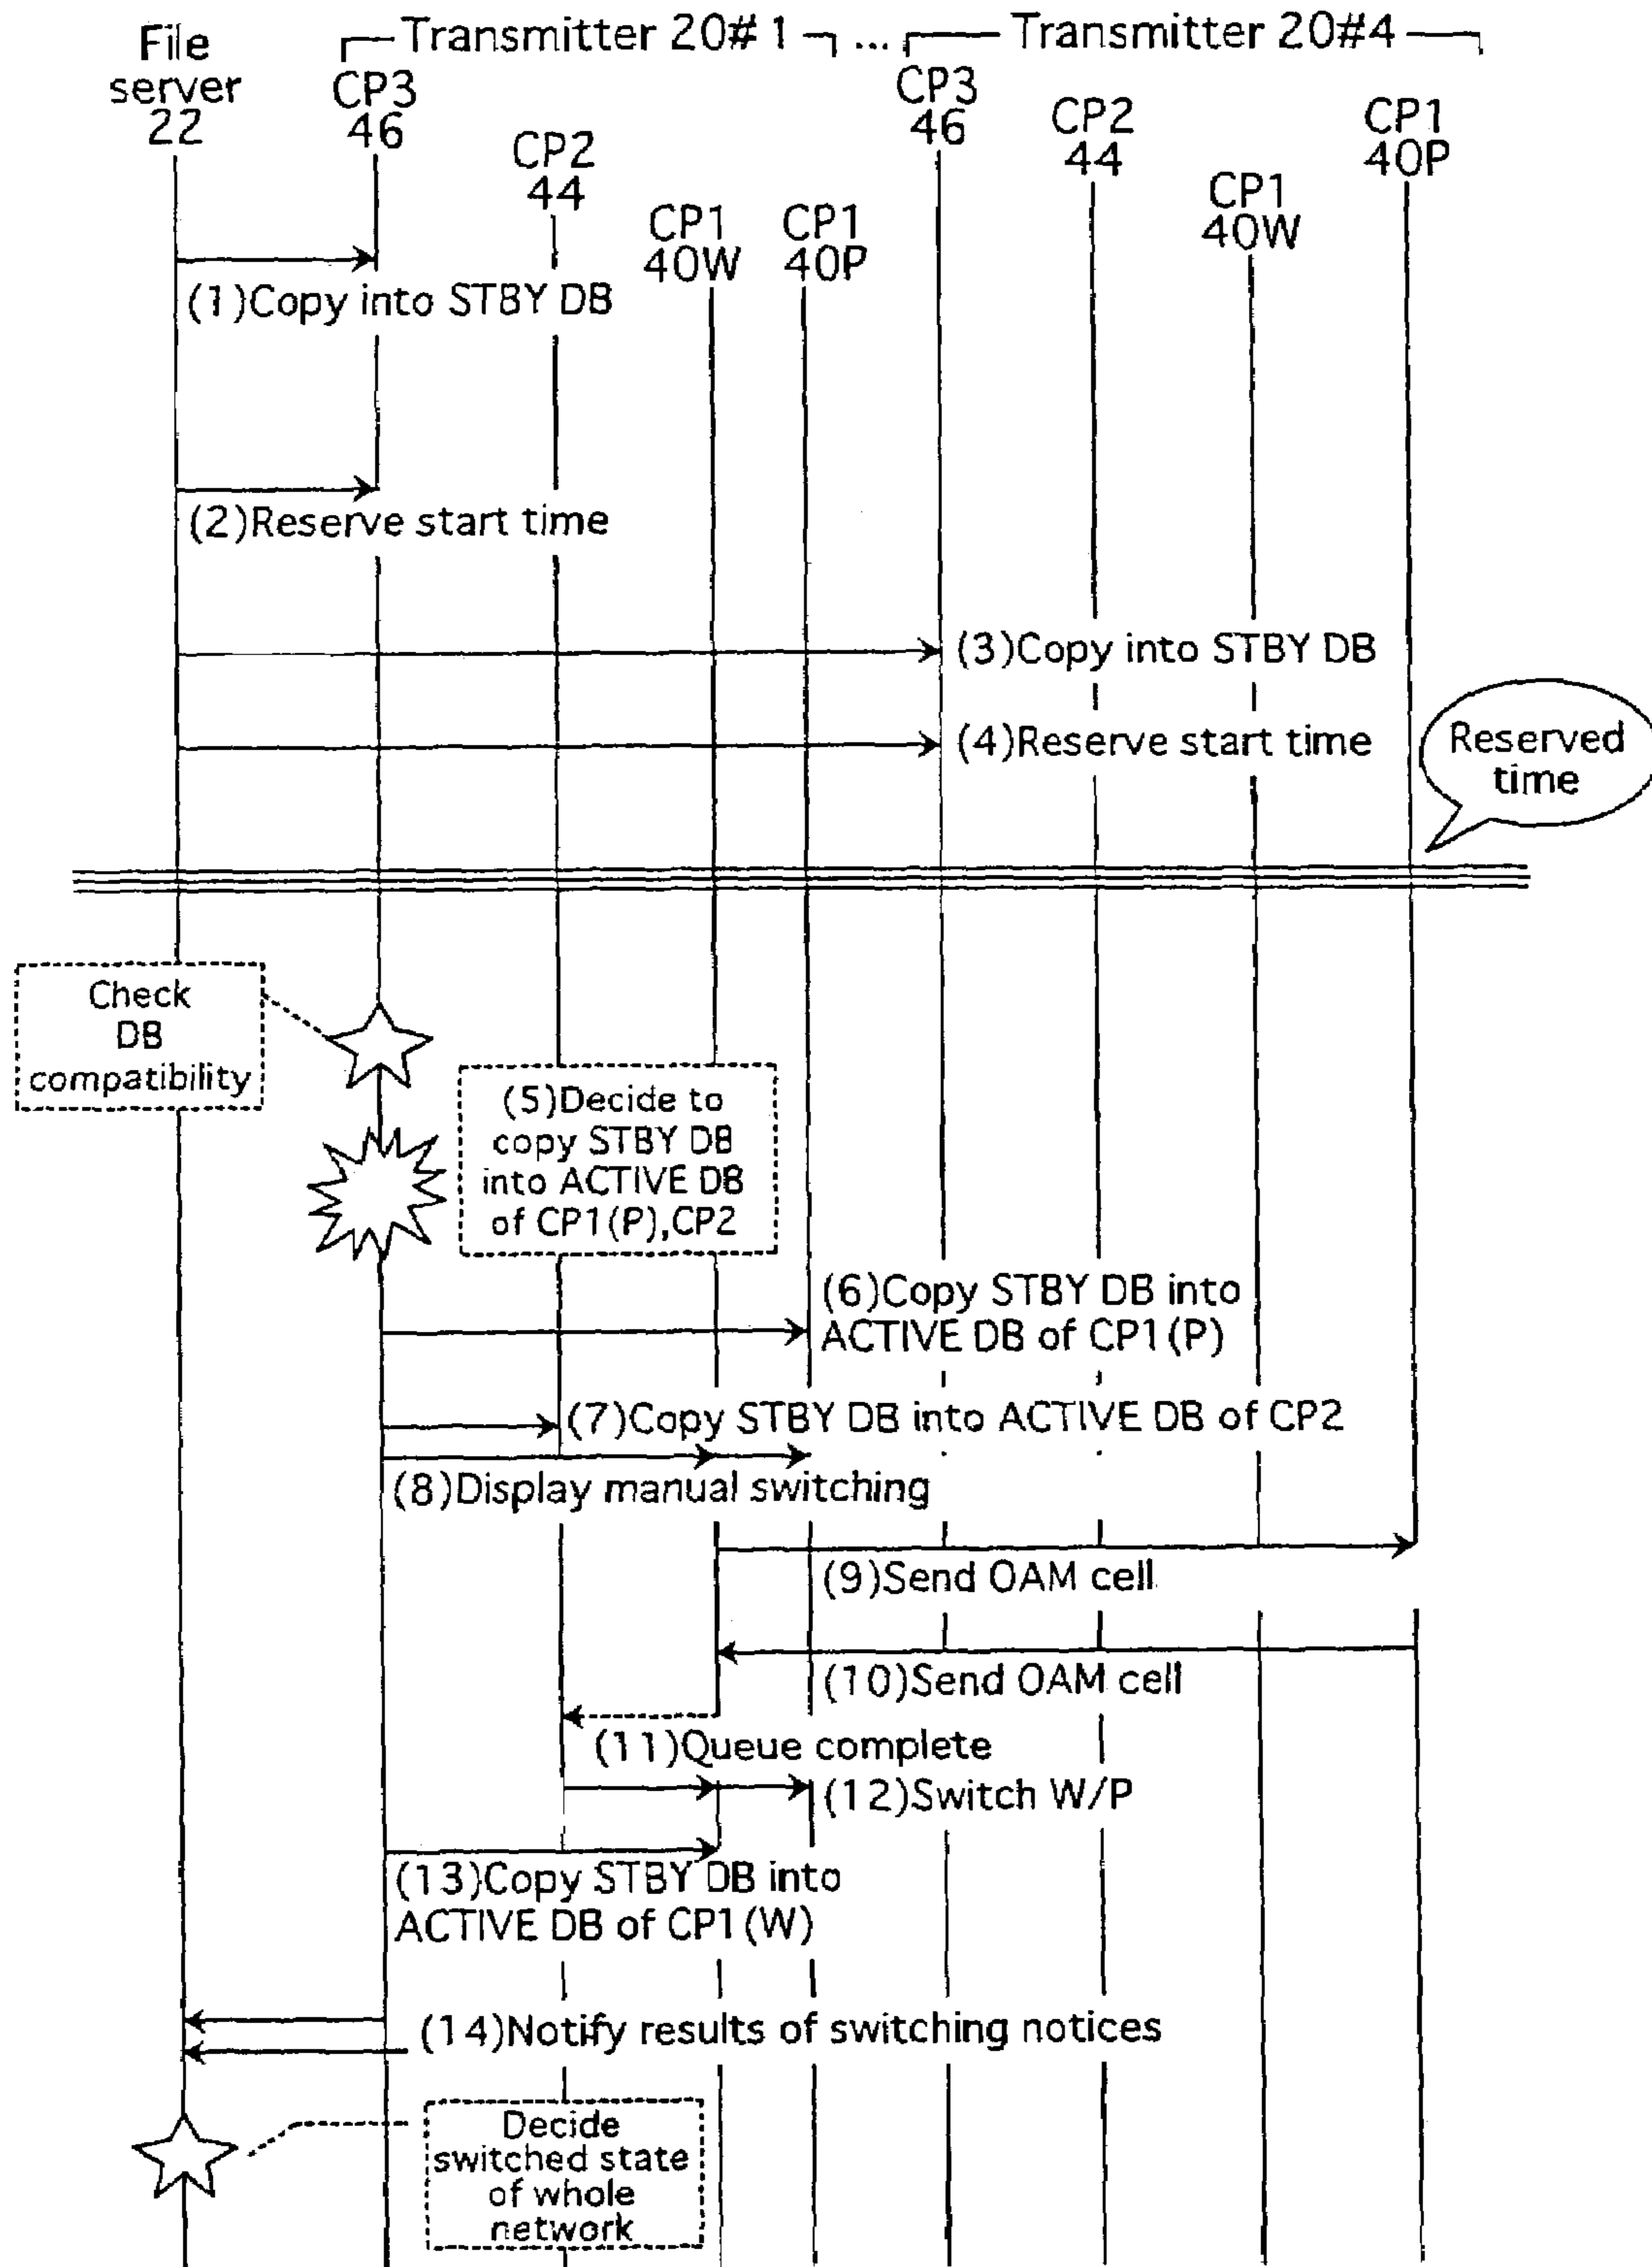 File
server
22
Transmitter 20# 1
...
Transmitter 20#4
CP3
46
CP2
44
CP1
40W
CP1
40P
CP3
46
CP2
44
CP1
40W
CP1
40P
(1)Copy into STBY DB
(2)Reserve start time
(3)Copy into STBY DB
(4)Reserve start time
Reserved
time
Check
DB
compatibility
(5)Decide to
copy STBY DB
into ACTIVE DB
of CP1(P),CP2
(6)Copy STBY DB into
ACTIVE DB of CP1(P)
(7)Copy STBY DB into ACTIVE DB of CP2
(8)Display manual switching
(9)Send OAM cell
(10)Send OAM cell
(11)Queue complete
(12)Switch W/P
(13)Copy STBY DB into
ACTIVE DB of CP1(W)
(14)Notify results of switching notices
Decide
switched state
of whole
network